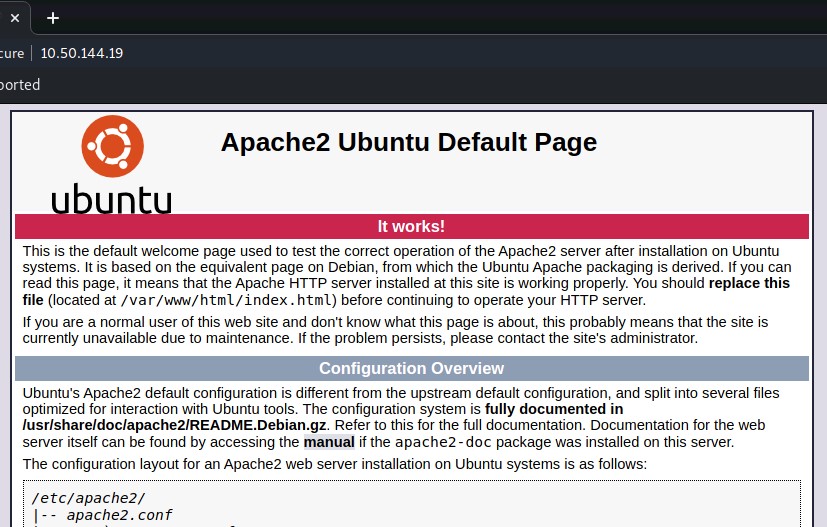 × +
cure | 10.50.144.19
ported
Apache2 Ubuntu Default Page
ubuntu
It works!
This is the default welcome page used to test the correct operation of the Apache2 server after installation on Ubuntu
systems. It is based on the equivalent page on Debian, from which the Ubuntu Apache packaging is derived. If you can
read this page, it means that the Apache HTTP server installed at this site is working properly. You should replace this
file (located at /var/www/html/index.html) before continuing to operate your HTTP server.
If you are a normal user of this web site and don't know what this page is about, this probably means that the site is
currently unavailable due to maintenance. If the problem persists, please contact the site's administrator.
Configuration Overview
Ubuntu's Apache2 default configuration is different from the upstream default configuration, and split into several files
optimized for interaction with Ubuntu tools. The configuration system is fully documented in
/usr/share/doc/apache2/README.Debian.gz. Refer to this for the full documentation. Documentation for the web
server itself can be found by accessing the manual if the apache2-doc package was installed on this server.
The configuration layout for an Apache2 web server installation on Ubuntu systems is as follows:
/etc/apache2/
|-- apache2.conf